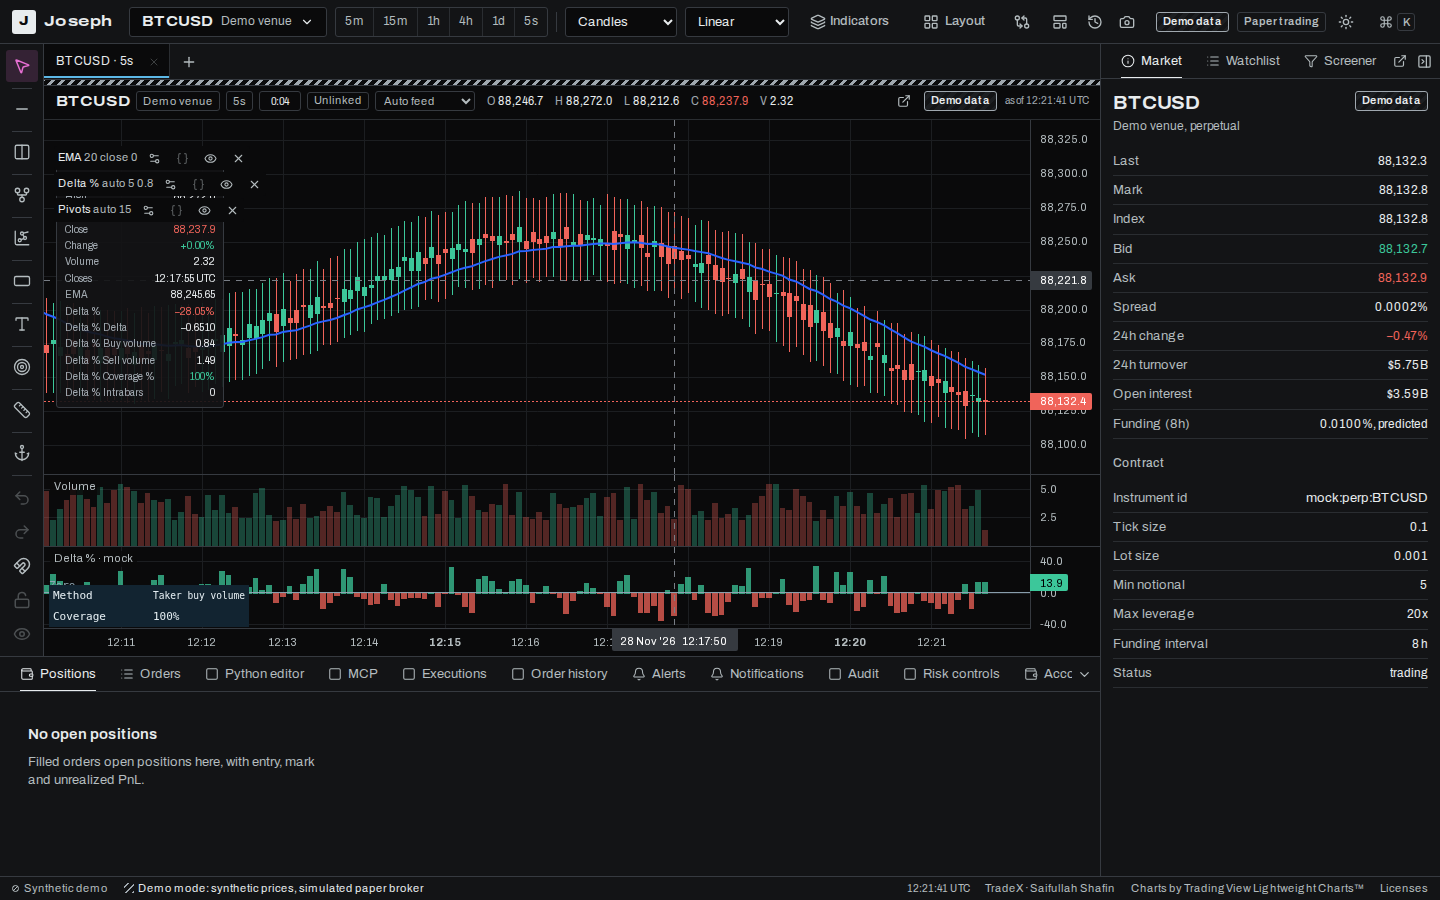 J Joseph BTCUSD Demo venue 5m 15m 1h 4h 1d 5s Candles Linear Indicators Layout Demo data Paper trading ⌘ K
BTCUSD · 5s
Market Watchlist Screener
BTCUSD Demo venue 5s 0:04 Unlinked Auto feed O 88,246.7 H 88,272.0 L 88,212.6 C 88,237.9 V 2.32 Demo data as of 12:21:41 UTC
EMA 20 close 0
Delta % auto 5 0.8
Pivots auto 15
Close 88,237.9
Change +0.00%
Volume 2.32
Closes 12:17:55 UTC
EMA 88,245.65
Delta % −28.05%
Delta % Delta −0.6510
Delta % Buy volume 0.84
Delta % Sell volume 1.49
Delta % Coverage % 100%
Delta % Intrabars 0
88,325.0
88,300.0
88,275.0
88,250.0
88,221.8
88,200.0
88,175.0
88,150.0
88,132.4
88,120.0
88,100.0
Volume
5.0
2.5
Delta % · mock
40.0
13.9
0.0
-40.0
Method Taker buy volume
Coverage 100%
12:11 12:12 12:13 12:14 12:15 12:16 12:1 28 Nov '26 12:17:50 12:19 12:20 12:21
BTCUSD Demo data
Demo venue, perpetual
Last 88,132.3
Mark 88,132.8
Index 88,132.8
Bid 88,132.7
Ask 88,132.9
Spread 0.0002%
24h change −0.47%
24h turnover $5.75B
Open interest $3.59B
Funding (8h) 0.0100%, predicted
Contract
Instrument id mock:perp:BTCUSD
Tick size 0.1
Lot size 0.001
Min notional 5
Max leverage 20x
Funding interval 8h
Status trading
Positions Orders Python editor MCP Executions Order history Alerts Notifications Audit Risk controls Acco
No open positions
Filled orders open positions here, with entry, mark
and unrealized PnL.
Synthetic demo Demo mode: synthetic prices, simulated paper broker 12:21:41 UTC TradeX · Saifullah Shafin Charts by TradingView Lightweight Charts™ Licenses